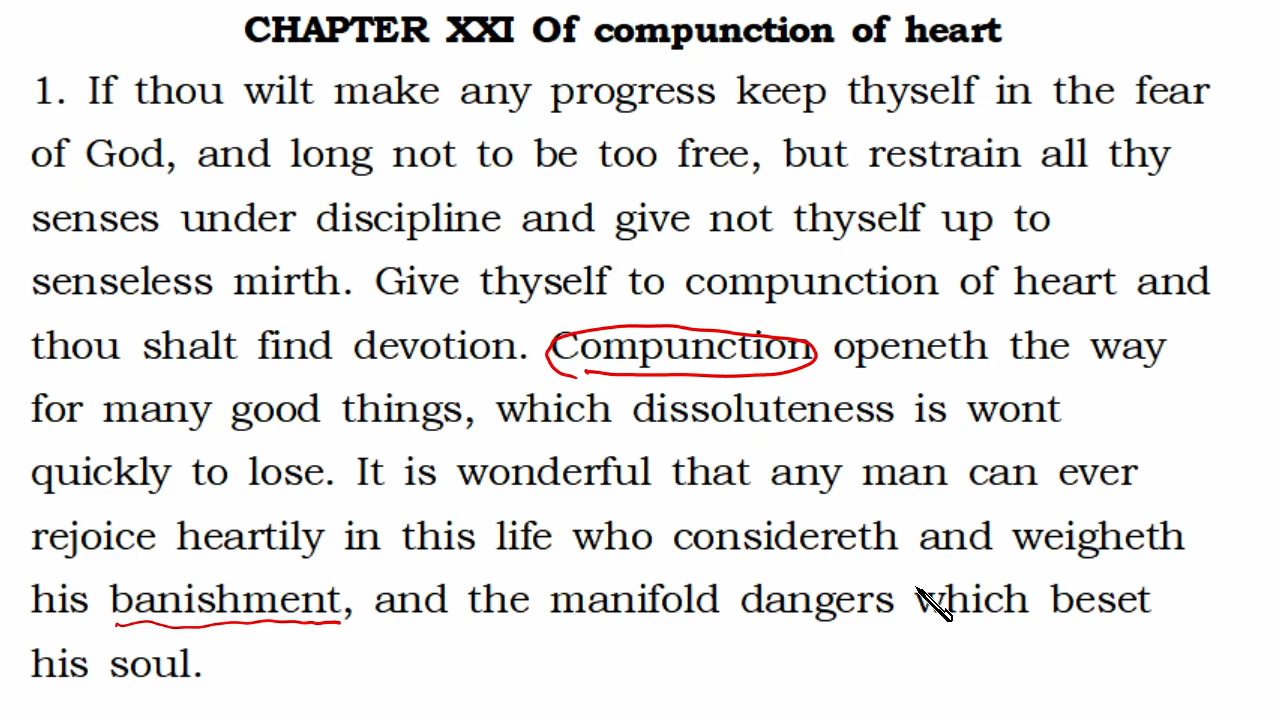 CHAPTER XXI Of compunction of heart
1. If thou wilt make any progress keep thyself in the fear
of God, and long not to be too free, but restrain all thy
senses under discipline and give not thyself up to
senseless mirth. Give thyself to compunction of heart and
thou shalt find devotion. Compunction openeth the way
for many good things, which dissoluteness is wont
quickly to lose. It is wonderful that any man can ever
rejoice heartily in this life who considereth and weigheth
his banishment, and the manifold dangers which beset
his soul.